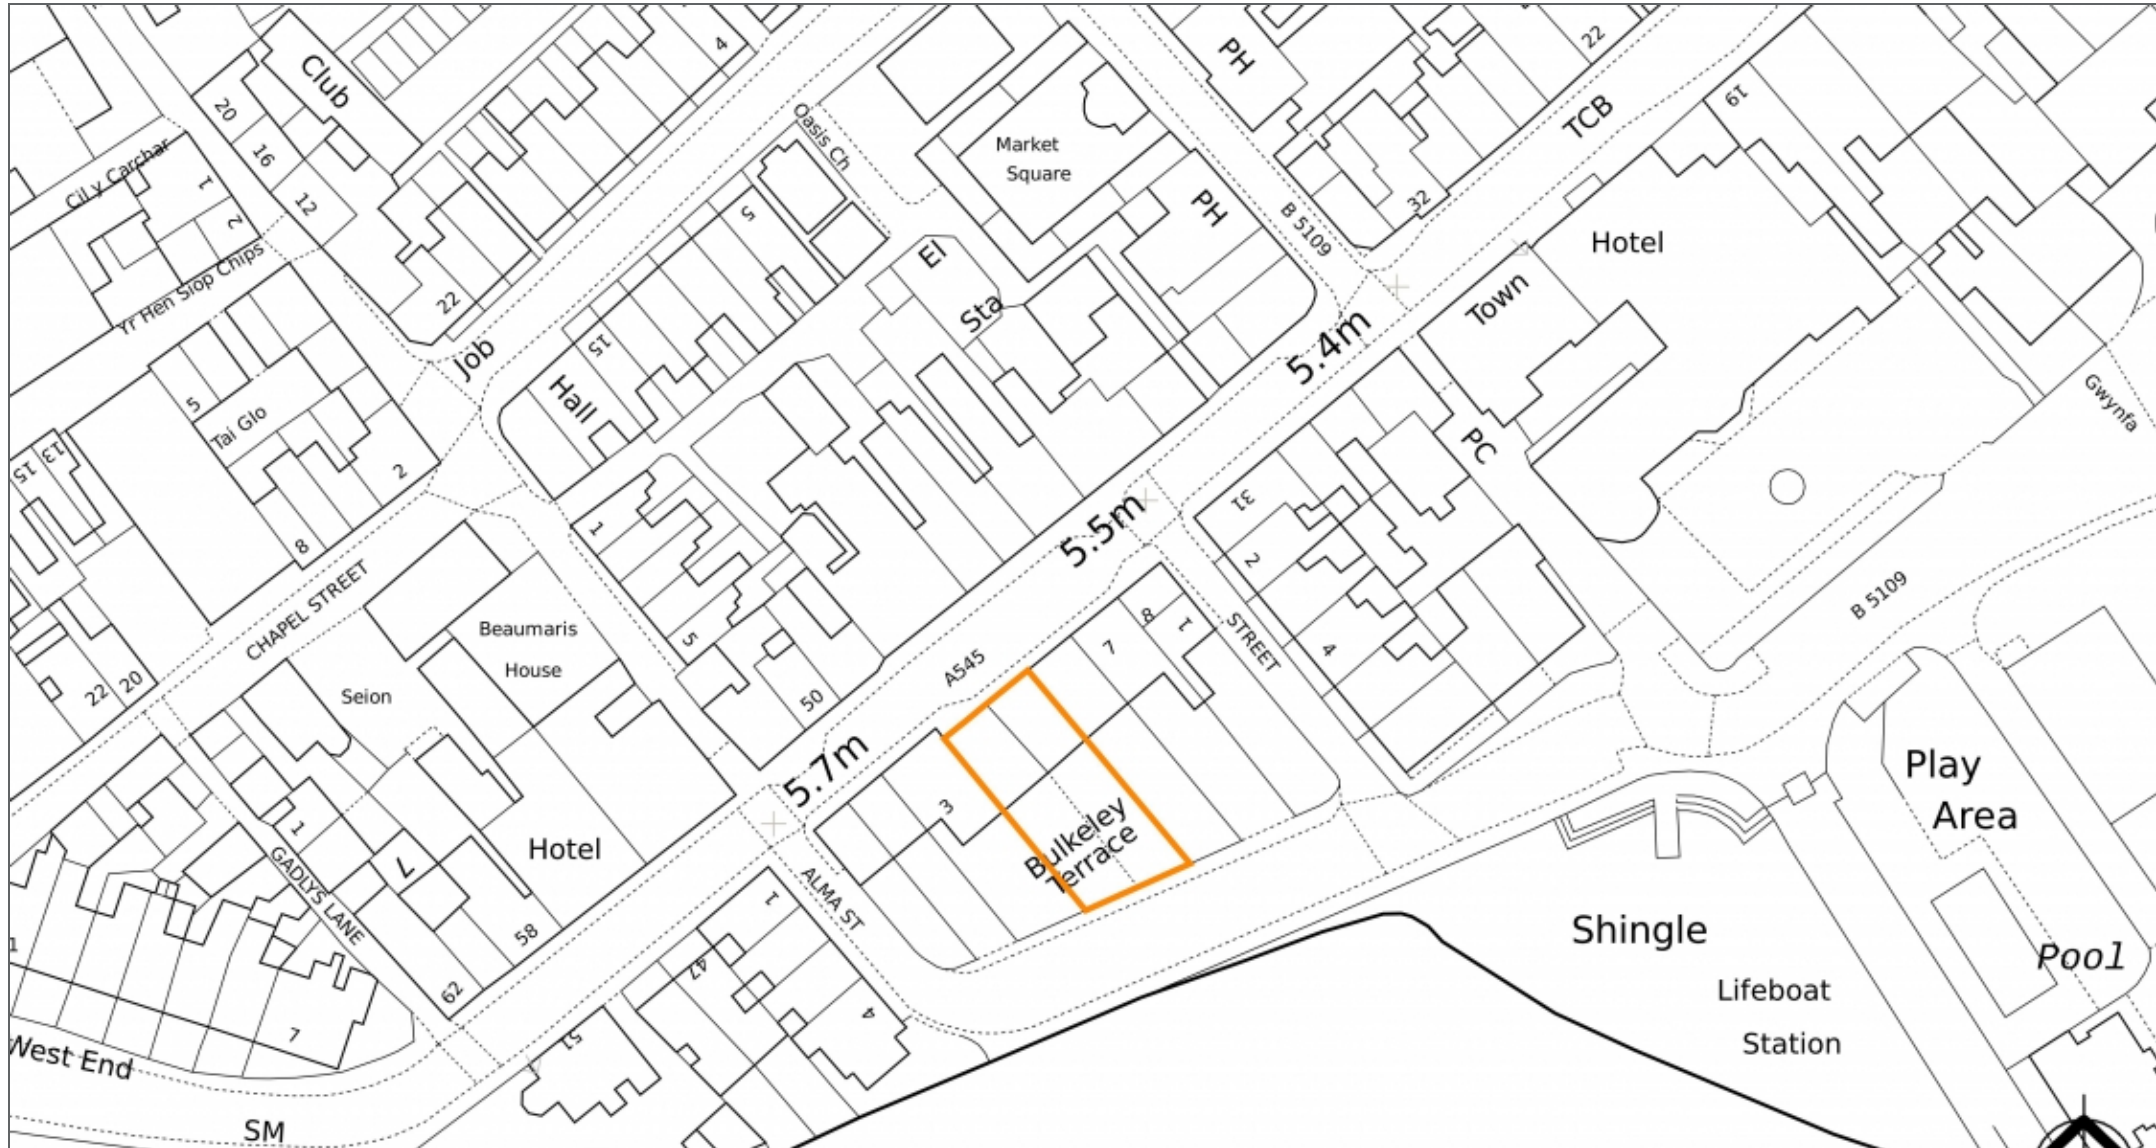 Club
4
PH
22
TCB
19
20
16
12
Oasis Ch
Market
Square
PH
32
B 5109
Hotel
Cil y Carchar
1
2
Yr Hen Siop Chips
22
5
El
Sta
Town
5.4m
Job
15
Hall
PC
Gwynfa
5
Tai Glo
13
15
2
8
1
31
5.5m
2
CHAPEL STREET
Beaumaris
House
5
8
1
7
STREET
4
B 5109
22
20
Seion
50
A545
5.7m
3
Bulkeley
Terrace
Play
Area
1
7
GADLYS LANE
Hotel
ALMA ST
1
58
47
Shingle
Pool
Lifeboat
Station
62
4
51
1
7
West End
SM